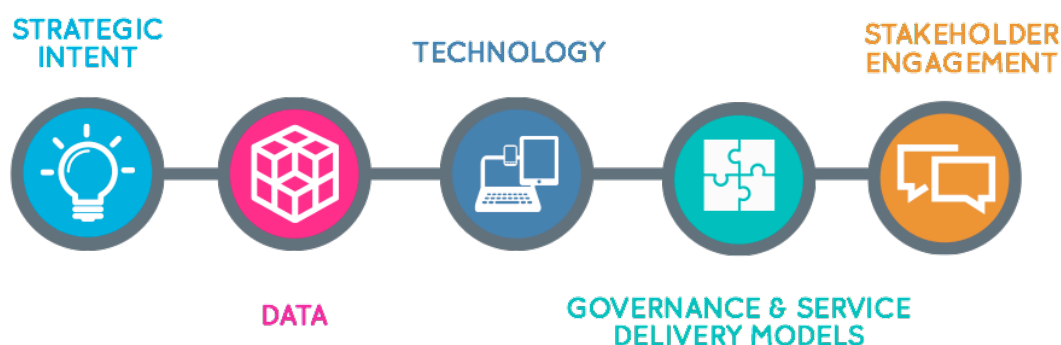 STRATEGIC
INTENT
DATA
TECHNOLOGY
GOVERNANCE & SERVICE
DELIVERY MODELS
STAKEHOLDER
ENGAGEMENT